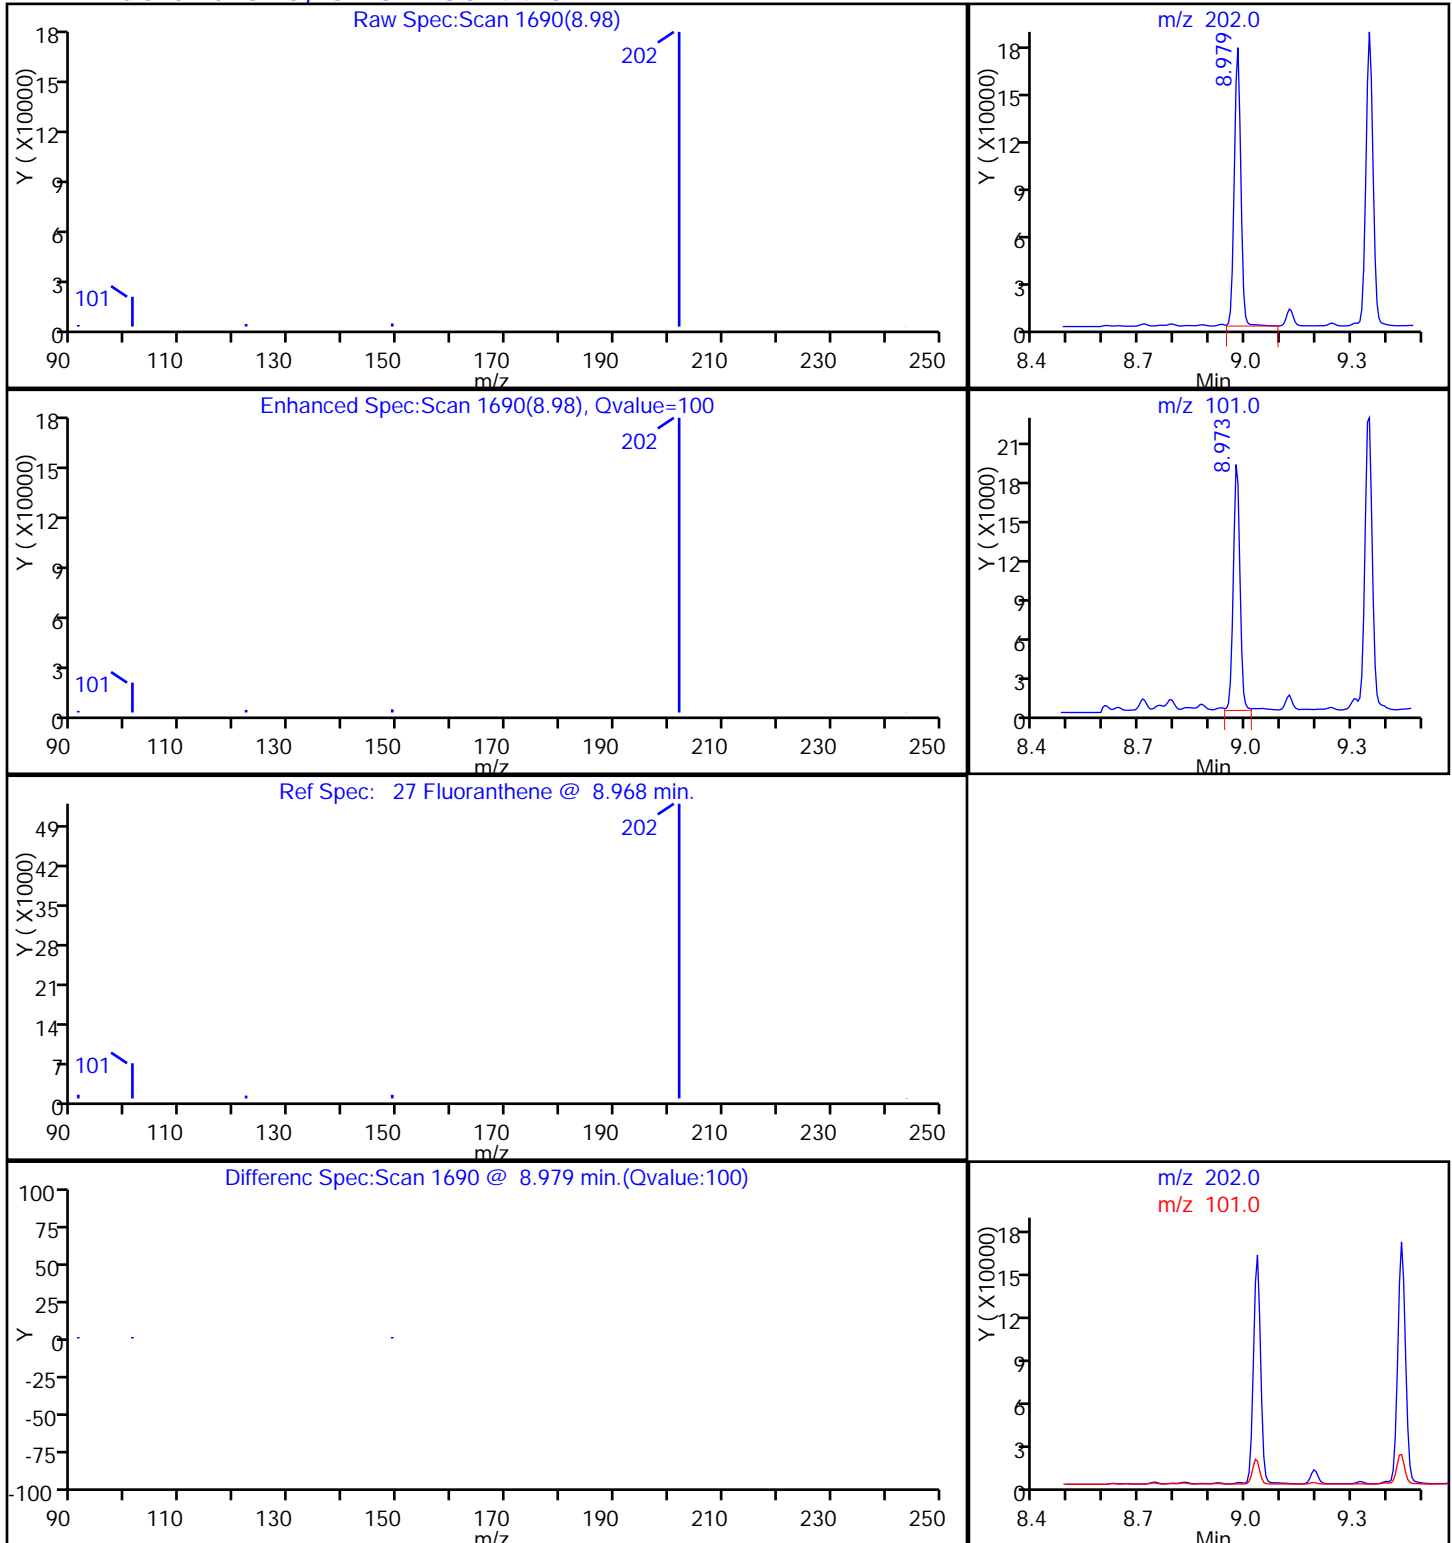 Raw Spec:Scan 1690(8.98)
Y ( X10000)
18
15
12
9
6
3
0
202
101
90 110 130 150 170 190 210 230 250
m/z
m/z 202.0
Y ( X10000)
18
15
12
9
6
3
0
8.979
8.4 8.7 9.0 9.3
Min
Enhanced Spec:Scan 1690(8.98), Qvalue=100
Y ( X10000)
18
15
12
9
6
3
0
202
101
90 110 130 150 170 190 210 230 250
m/z
m/z 101.0
Y ( X1000)
21
18
15
12
9
6
3
0
8.973
8.4 8.7 9.0 9.3
Min
Ref Spec: 27 Fluoranthene @ 8.968 min.
Y ( X1000)
49
42
35
28
21
14
7
0
202
101
90 110 130 150 170 190 210 230 250
m/z
Differenc Spec:Scan 1690 @ 8.979 min.(Qvalue:100)
Y
100
75
50
25
0
-25
-50
-75
-100
90 110 130 150 170 190 210 230 250
m/z
m/z 202.0
m/z 101.0
Y ( X10000)
18
15
12
9
6
3
0
8.4 8.7 9.0 9.3
Min